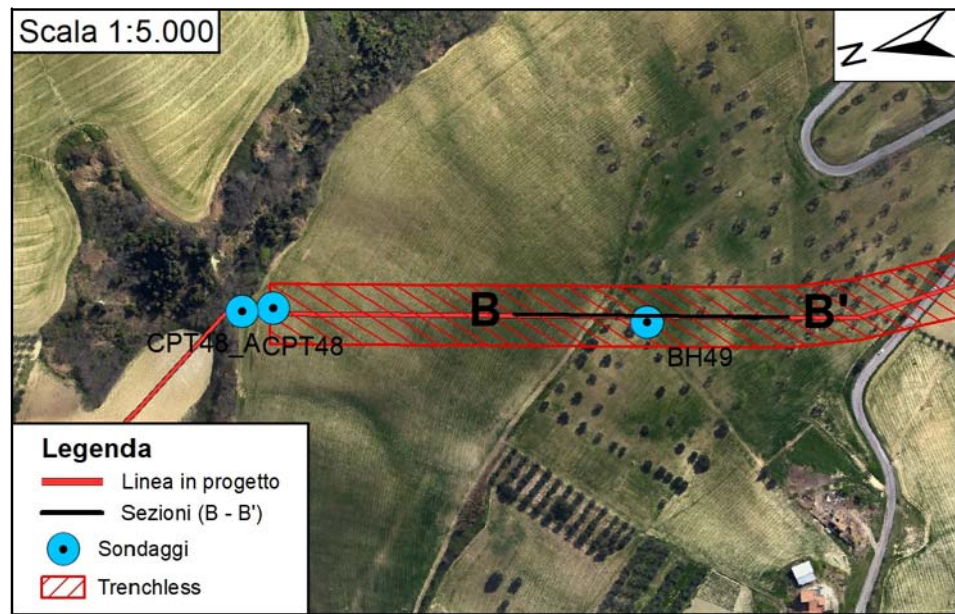 Scala 1:5.000
N
B
B'
CPT48_A
CPT48
BH49
Legenda
Linea in progetto
Sezioni (B - B')
Sondaggi
Trenchless